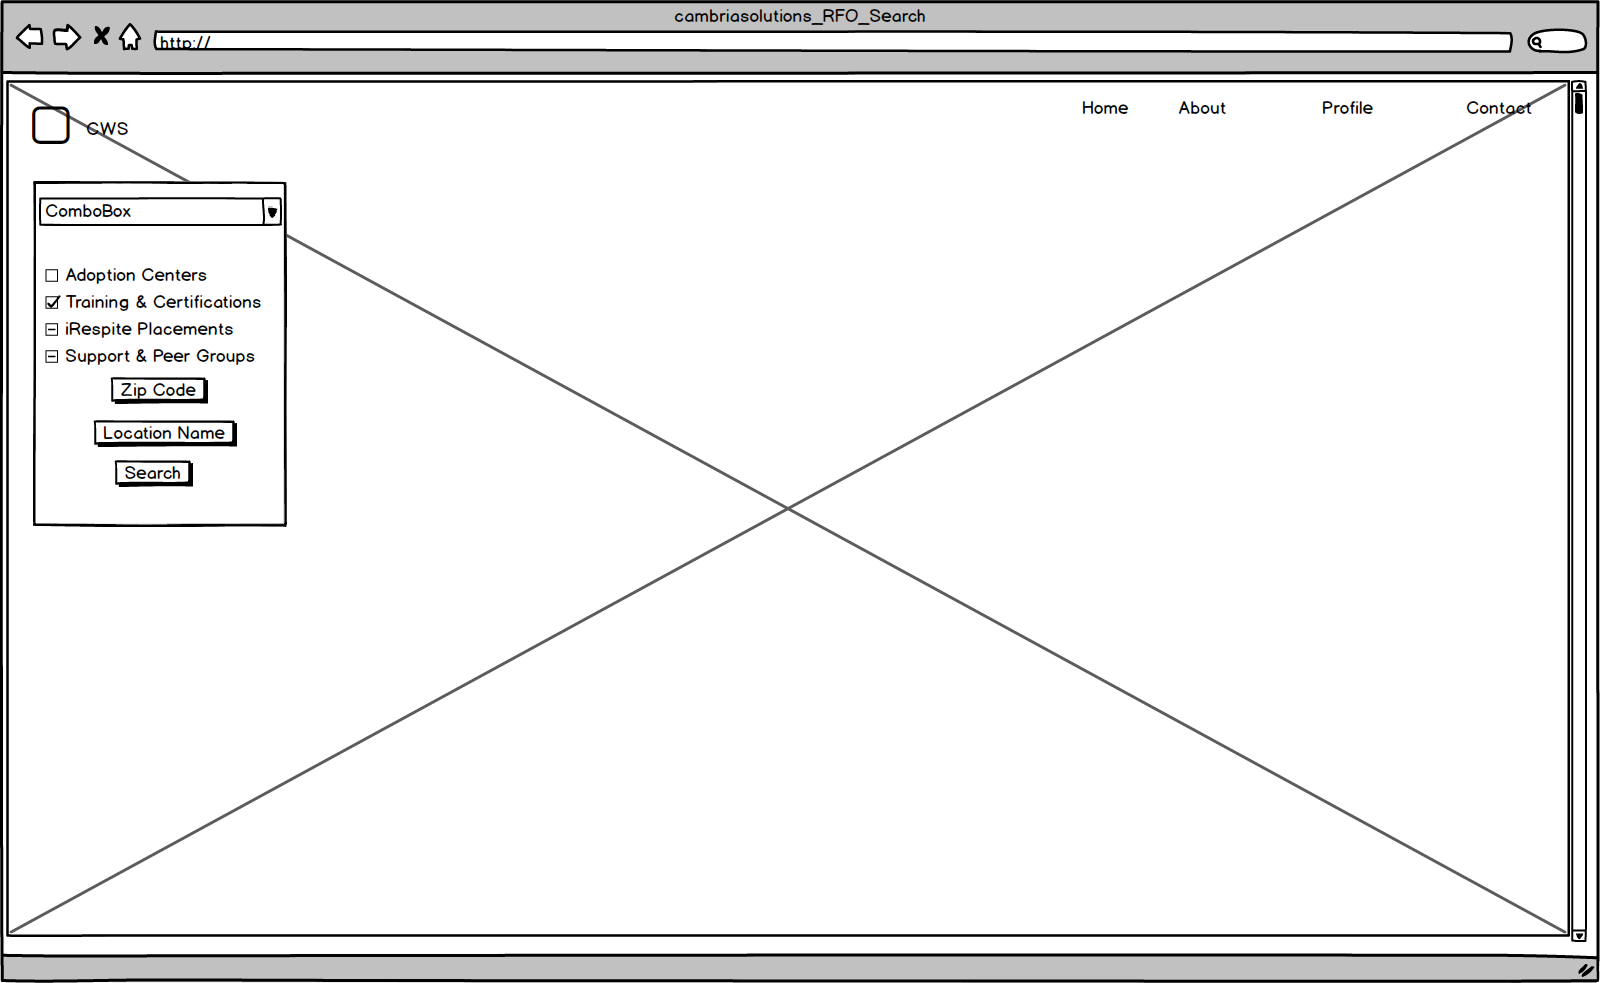 cambriasolutions_RFO_Search
http://
Home About Profile Contact
CWS
ComboBox
Adoption Centers
Training & Certifications
iRespite Placements
Support & Peer Groups
Zip Code
Location Name
Search